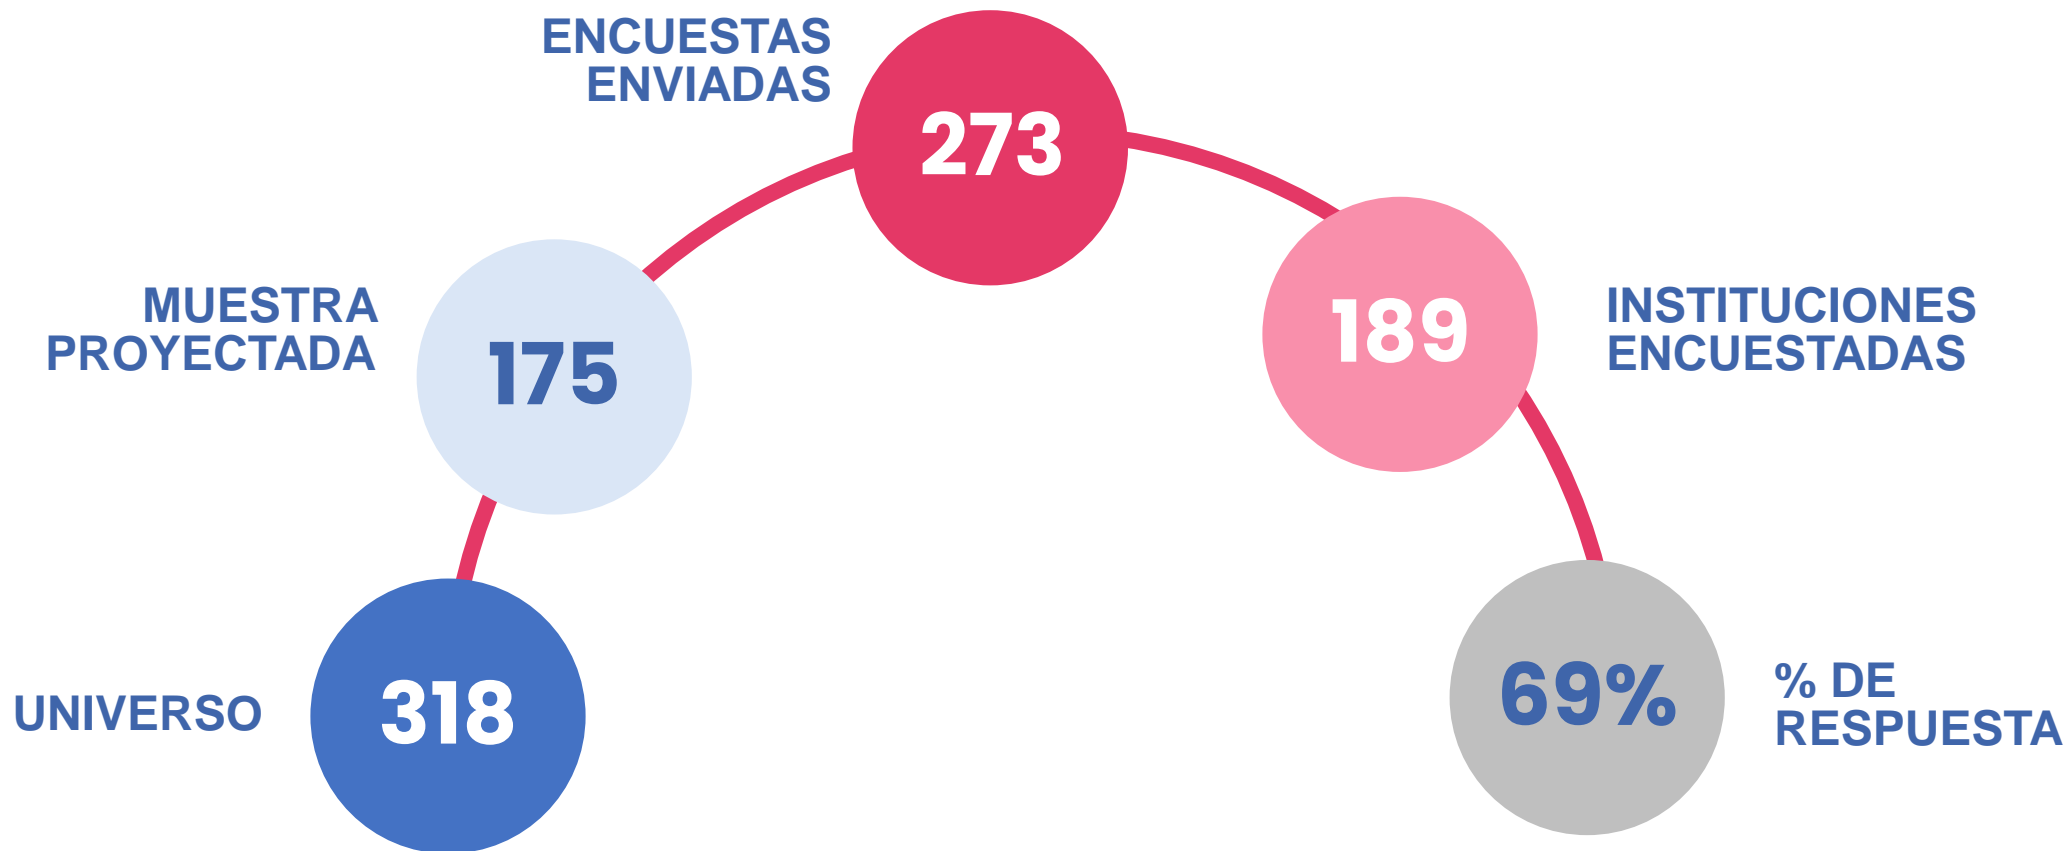 UNIVERSO
318
MUESTRA
PROYECTADA
175
ENCUESTAS
ENVIADAS
273
189
INSTITUCIONES
ENCUESTADAS
69%
% DE
RESPUESTA